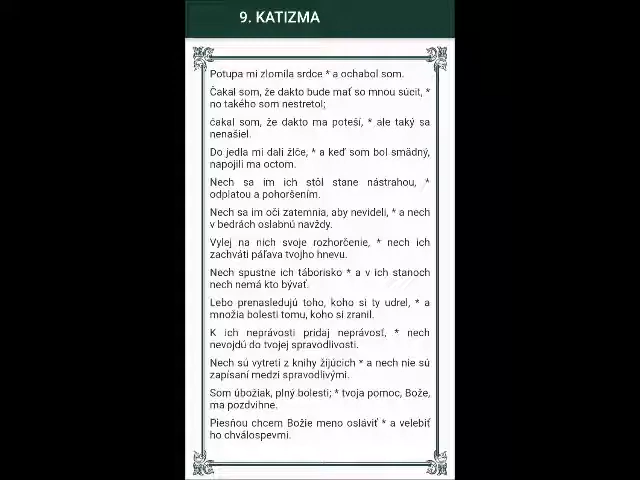 9. KATIZMA
Potupa mi zlomila srdce * a ochabol som.
Čakal som, že dakto bude mať so mnou súcit, *
no takého som nestretol;
čakal som, že dakto ma poteší, * ale taký sa
nenašiel.
Do jedla mi dali žlče, * a keď som bol smädný,
napojili ma octom.
Nech sa im ich stôl stane nástrahou, *
odplatou a pohoršením.
Nech sa im oči zatemnia, aby nevideli, * a nech
v bedrách oslabnú navždy.
Vylej na nich svoje rozhorčenie, * nech ich
zachváti páľava tvojho hnevu.
Nech spustne ich táborisko * a v ich stanoch
nech nemá kto bývať.
Lebo prenasledujú toho, koho si ty udrel, * a
množia bolesti tomu, koho si zranil.
K ich neprávosti pridaj neprávosť, * nech
nevojdú do tvojej spravodlivosti.
Nech sú vytretí z knihy žijúcich * a nech nie sú
zapísaní medzi spravodlivými.
Som úbožiak, plný bolesti; * tvoja pomoc, Bože,
ma pozdvihne.
Piesňou chcem Božie meno osláviť * a velebiť
ho chválospevmi.